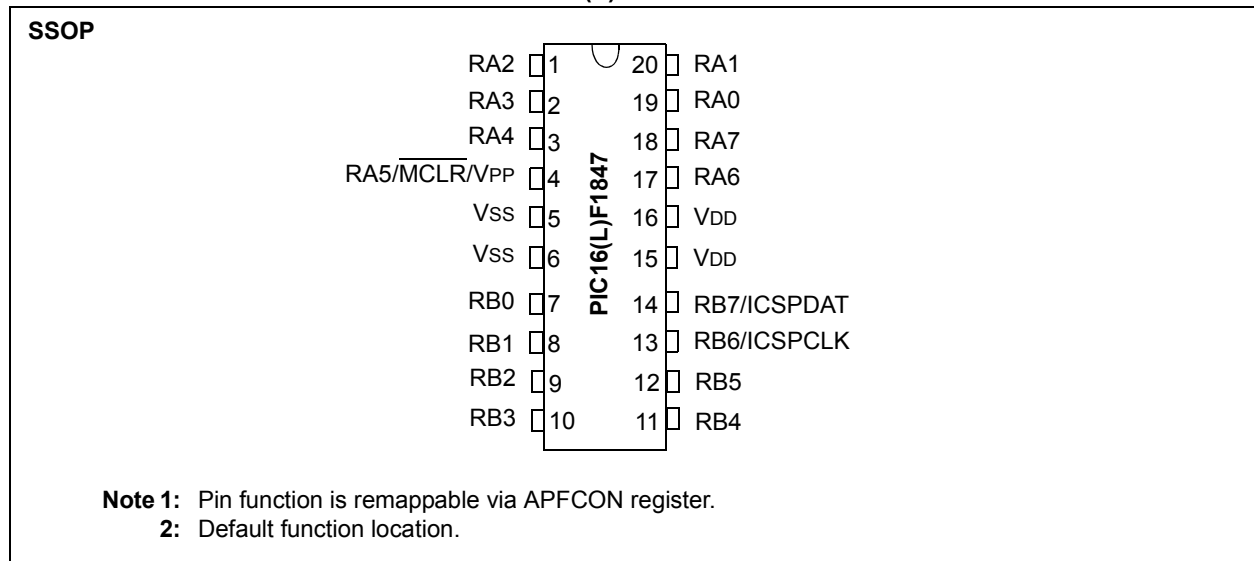 SSOP
RA2 1 20 RA1
RA3 2 19 RA0
RA4 3 18 RA7
RA5/MCLR/VPP 4 17 RA6
VSS 5 16 VDD
VSS 6 15 VDD
RB0 7 14 RB7/ICSPDAT
RB1 8 13 RB6/ICSPCLK
RB2 9 12 RB5
RB3 10 11 RB4
PIC16(L)F1847
Note 1: Pin function is remappable via APFCON register.
2: Default function location.